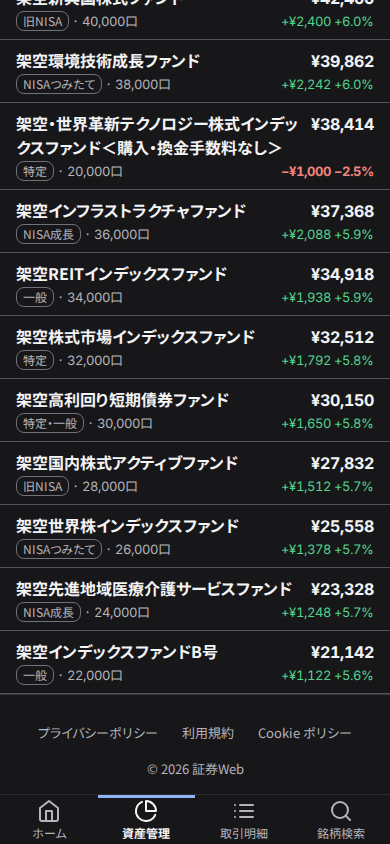 架空新興国株式ファンド ¥42,400
旧NISA · 40,000口 +¥2,400 +6.0%
架空環境技術成長ファンド ¥39,862
NISAつみたて · 38,000口 +¥2,242 +6.0%
架空・世界革新テクノロジー株式インデッ ¥38,414
クスファンド＜購入・換金手数料なし＞
特定 · 20,000口 −¥1,000 −2.5%
架空インフラストラクチャファンド ¥37,368
NISA成長 · 36,000口 +¥2,088 +5.9%
架空REITインデックスファンド ¥34,918
一般 · 34,000口 +¥1,938 +5.9%
架空株式市場インデックスファンド ¥32,512
特定 · 32,000口 +¥1,792 +5.8%
架空高利回り短期債券ファンド ¥30,150
特定・一般 · 30,000口 +¥1,650 +5.8%
架空国内株式アクティブファンド ¥27,832
旧NISA · 28,000口 +¥1,512 +5.7%
架空世界株インデックスファンド ¥25,558
NISAつみたて · 26,000口 +¥1,378 +5.7%
架空先進地域医療介護サービスファンド ¥23,328
NISA成長 · 24,000口 +¥1,248 +5.7%
架空インデックスファンドB号 ¥21,142
一般 · 22,000口 +¥1,122 +5.6%
プライバシーポリシー 利用規約 Cookie ポリシー
© 2026 証券Web
ホーム 資産管理 取引明細 銘柄検索